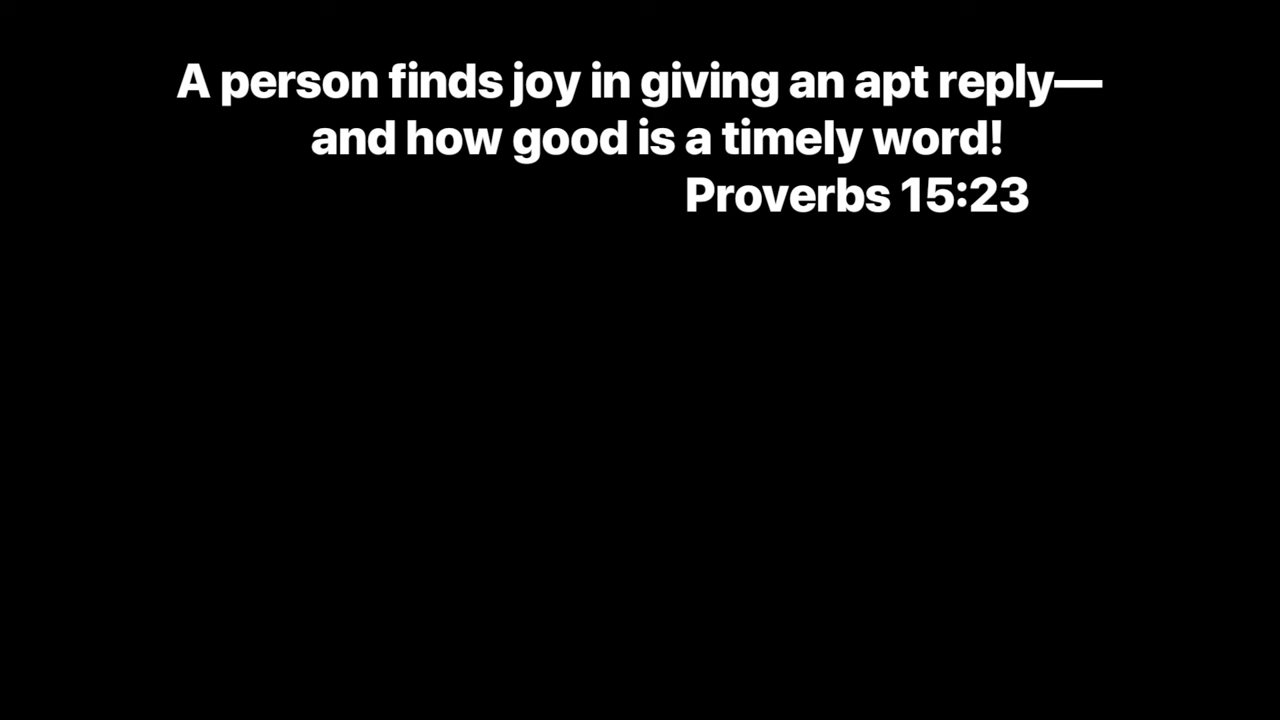 A person finds joy in giving an apt reply—
and how good is a timely word!
Proverbs 15:23